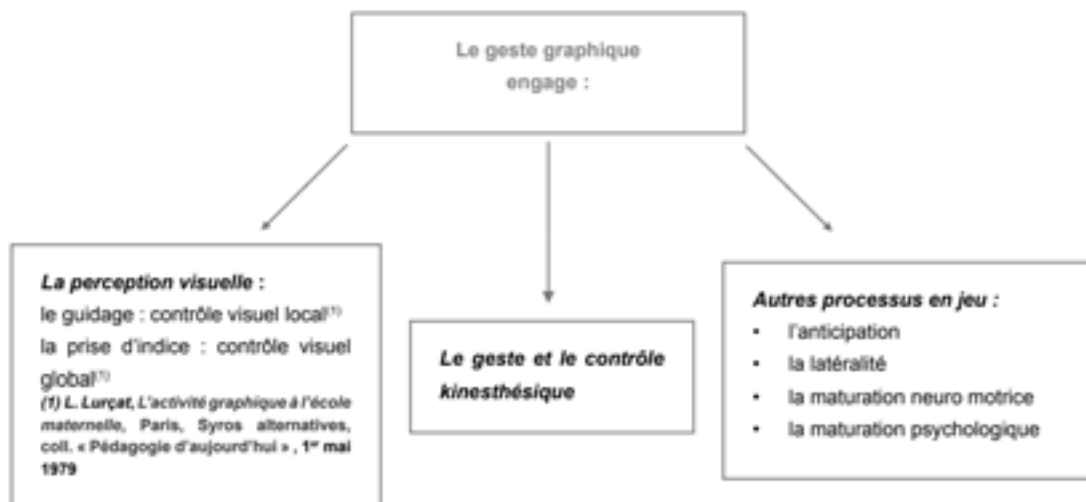 Le geste graphique
engage :
La perception visuelle :
le guidage : contrôle visuel local(1)
la prise d'indice : contrôle visuel
global(1)
(1) L. Lurçat, L'activité graphique à l'école
maternelle, Paris, Syros alternatives,
coll. « Pédagogie d'aujourd'hui » , 1er mai
1979
Le geste et le contrôle
kinesthésique
Autres processus en jeu :
• l'anticipation
• la latéralité
• la maturation neuro motrice
• la maturation psychologique